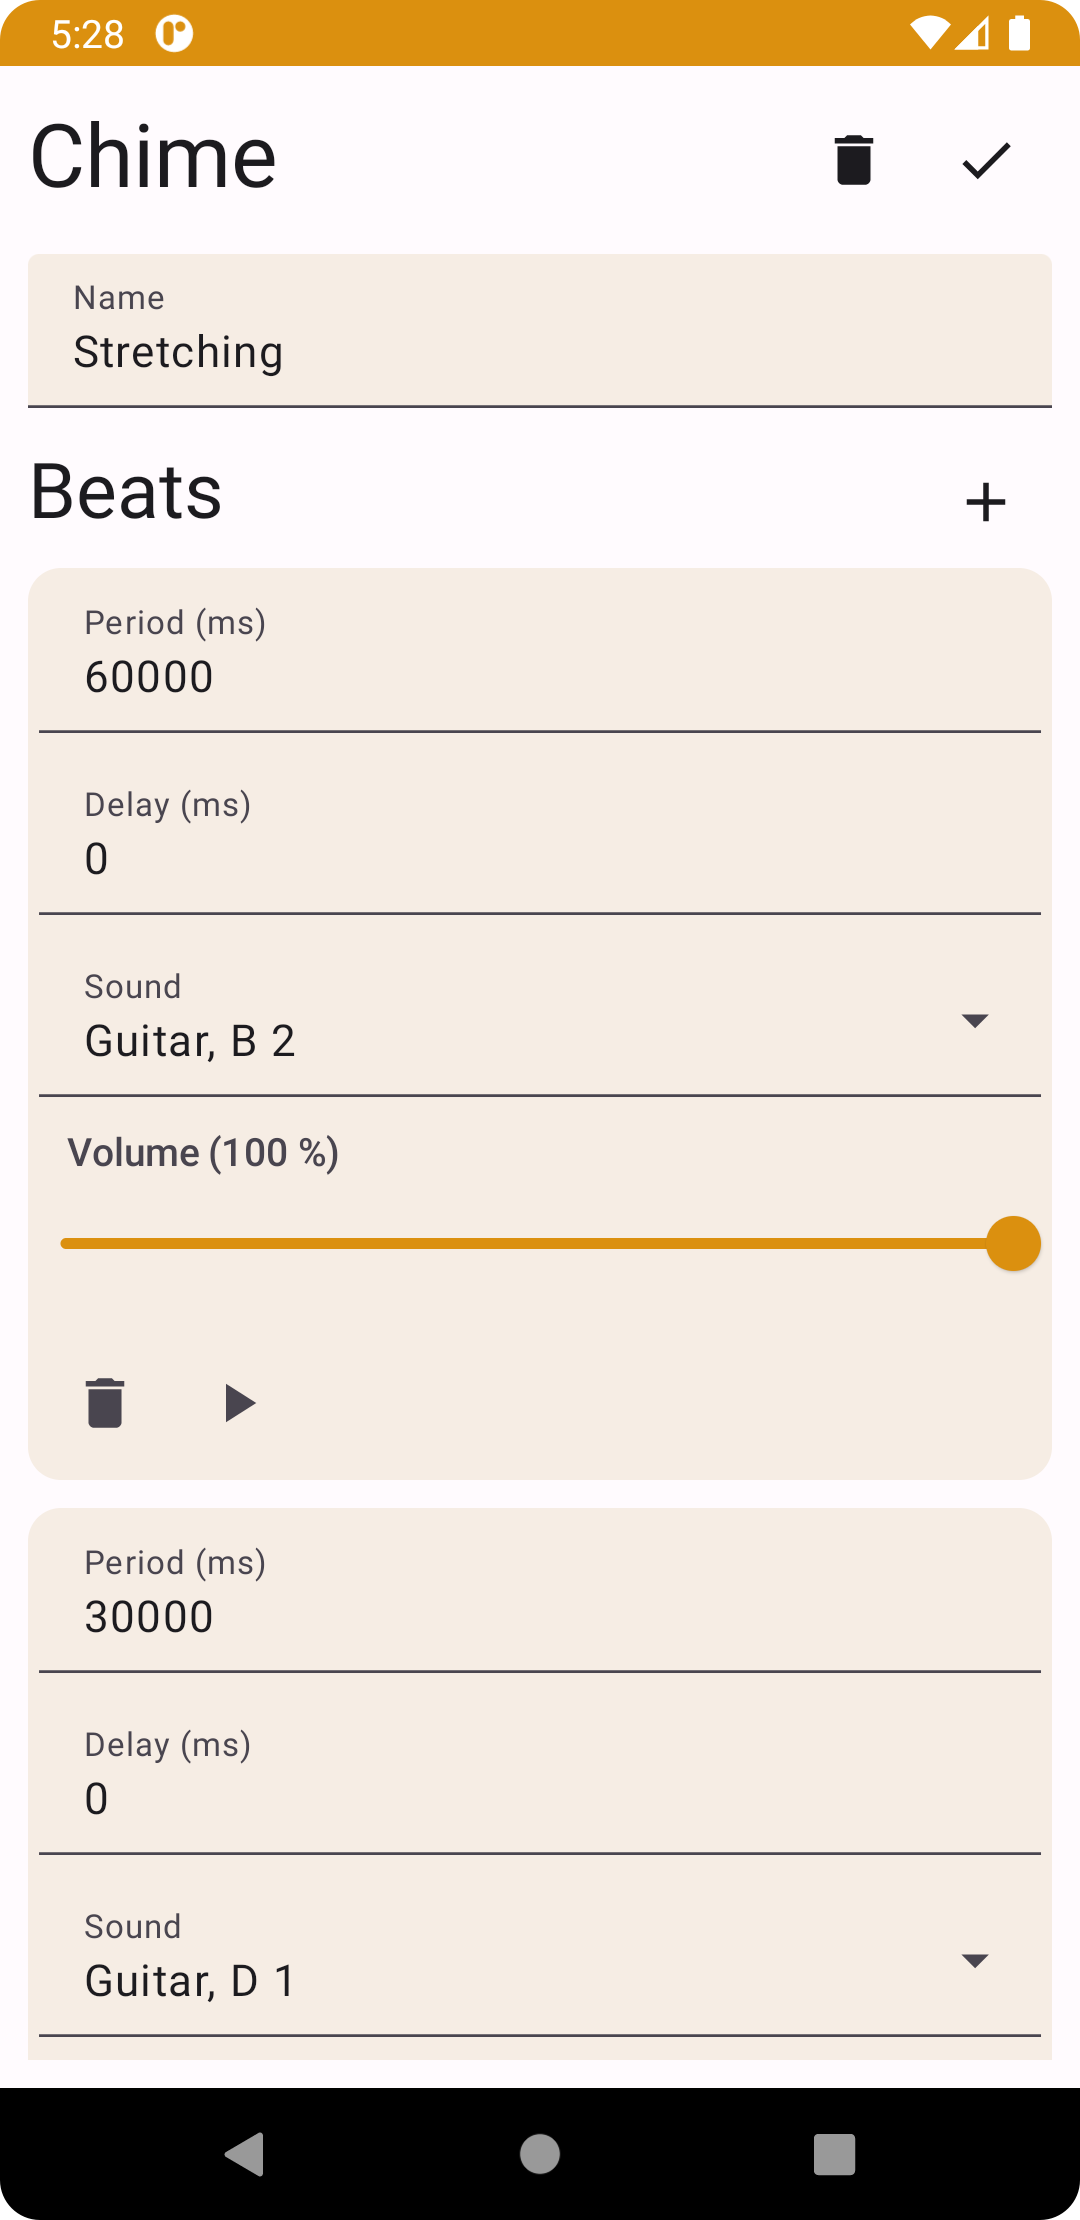 5:28
Chime
Name
Stretching
Beats
Period (ms)
60000
Delay (ms)
0
Sound
Guitar, B 2
Volume (100 %)
Period (ms)
30000
Delay (ms)
0
Sound
Guitar, D 1